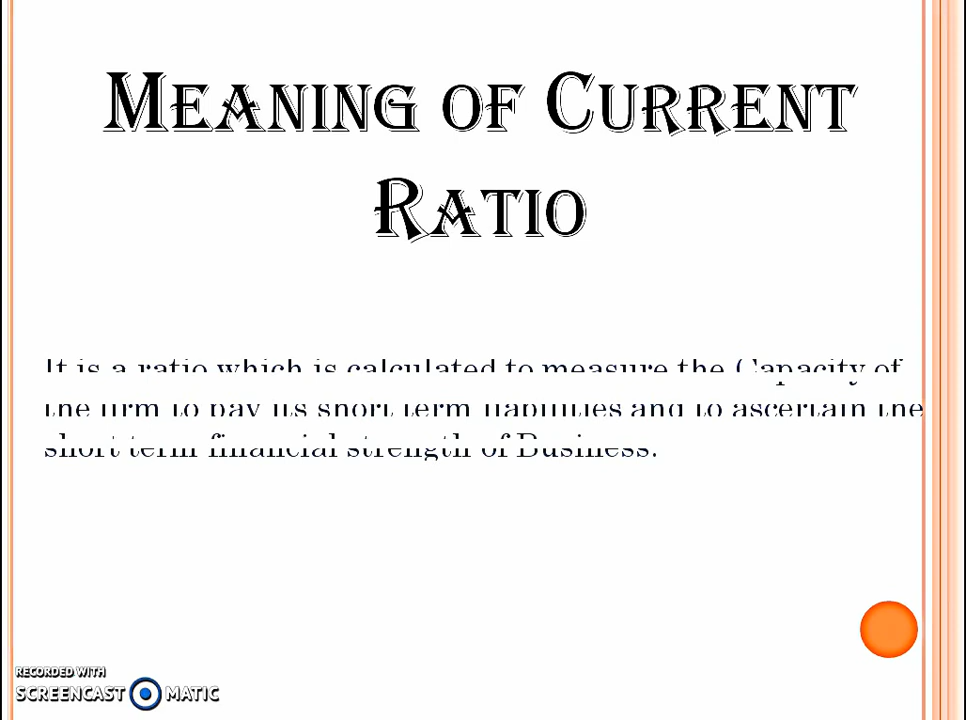 Meaning of Current
Ratio
It is a ratio which is calculated to measure the Capacity of
the firm to pay its short term liabilities and to ascertain the
short term financial strength of Business.
RECORDED WITH
SCREENCAST MATIC